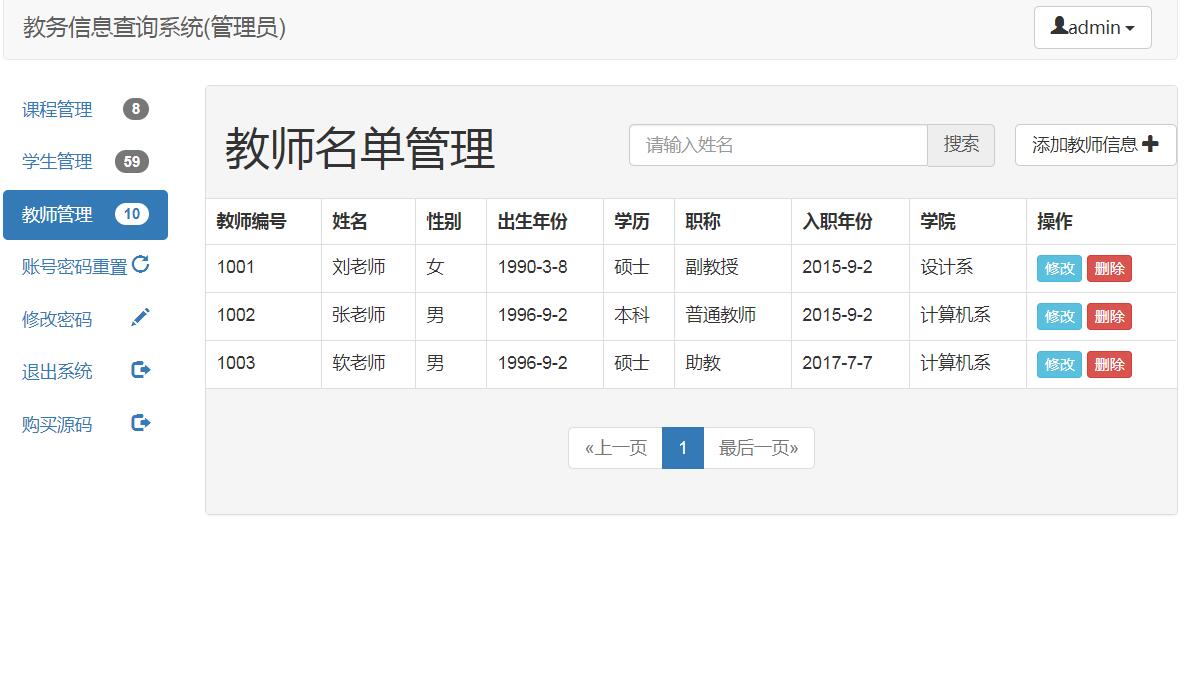 教务信息查询系统(管理员)
admin
课程管理 8
学生管理 59
教师管理 10
账号密码重置
修改密码
退出系统
购买源码
教师名单管理
请输入姓名 搜索 添加教师信息
教师编号 姓名 性别 出生年份 学历 职称 入职年份 学院 操作
1001 刘老师 女 1990-3-8 硕士 副教授 2015-9-2 设计系 修改 删除
1002 张老师 男 1996-9-2 本科 普通教师 2015-9-2 计算机系 修改 删除
1003 软老师 男 1996-9-2 硕士 助教 2017-7-7 计算机系 修改 删除
«上一页 1 最后一页»